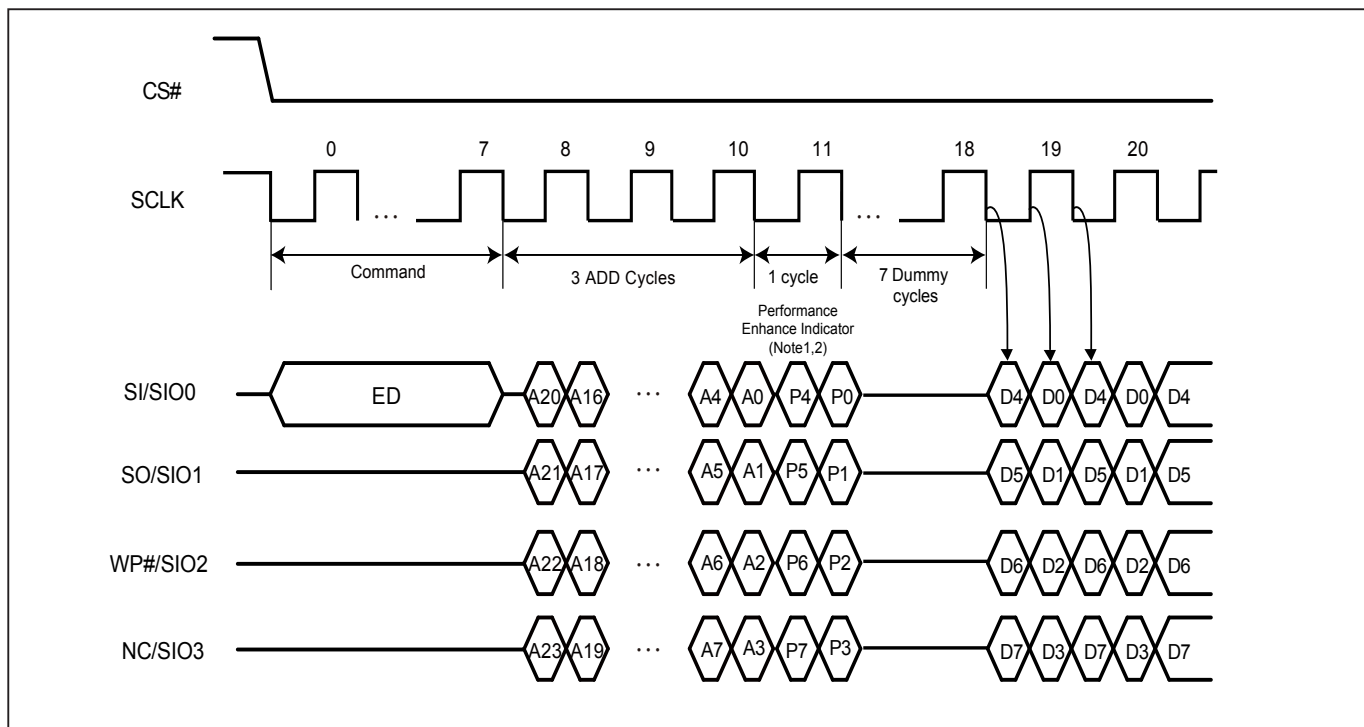 CS#
0 7 8 9 10 11 18 19 20
SCLK ... ...
Command
3 ADD Cycles
1 cycle
7 Dummy
cycles
Performance
Enhance Indicator
(Note1,2)
SI/SIO0 ED A20 A16 ... A4 A0 P4 P0 D4 D0 D4 D0 D4
SO/SIO1 A21 A17 ... A5 A1 P5 P1 D5 D1 D5 D1 D5
WP#/SIO2 A22 A18 ... A6 A2 P6 P2 D6 D2 D6 D2 D6
NC/SIO3 A23 A19 ... A7 A3 P7 P3 D7 D3 D7 D3 D7